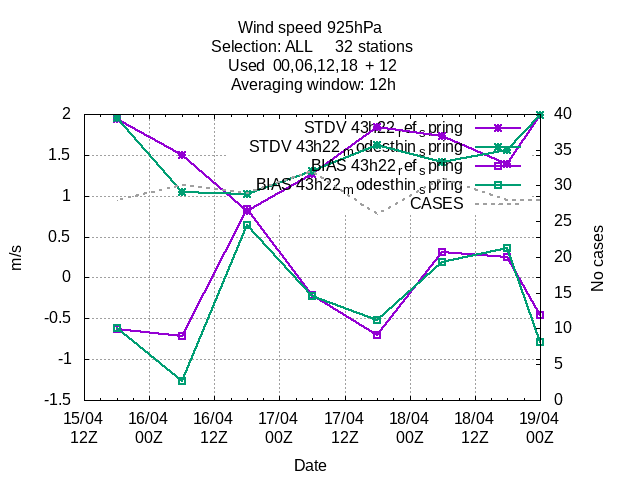 Wind speed 925hPa
Selection: ALL 32 stations
Used 00,06,12,18 + 12
Averaging window: 12h
STDV 43h22_ref_spring
STDV 43h22_modesthin_spring
BIAS 43h22_ref_spring
BIAS 43h22_modesthin_spring
CASES
2
1.5
1
0.5
0
-0.5
-1
-1.5
40
35
30
25
20
15
10
5
0
m/s
No cases
15/04 16/04 16/04 17/04 17/04 18/04 18/04 19/04
12Z 00Z 12Z 00Z 12Z 00Z 12Z 00Z
Date